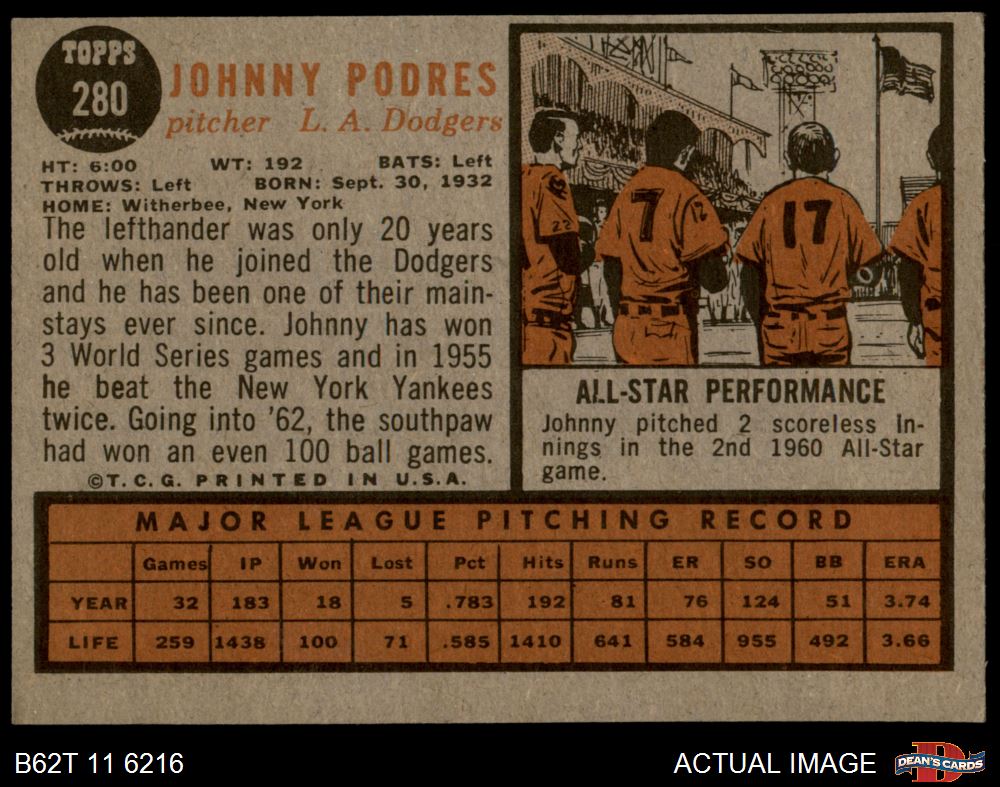 TOPPS
280
JOHNNY PODRES
pitcher L. A. Dodgers
HT: 6:00 WT: 192 BATS: Left
THROWS: Left BORN: Sept. 30, 1932
HOME: Witherbee, New York
The lefthander was only 20 years
old when he joined the Dodgers
and he has been one of their main-
stays ever since. Johnny has won
3 World Series games and in 1955
he beat the New York Yankees
twice. Going into '62, the southpaw
had won an even 100 ball games.
©T. C. G. PRINTED IN U.S.A.
22
7
12
17
ALL-STAR PERFORMANCE
Johnny pitched 2 scoreless In-
nings in the 2nd 1960 All-Star
game.
MAJOR LEAGUE PITCHING RECORD
Games IP Won Lost Pct Hits Runs ER SO BB ERA
YEAR 32 183 18 5 .783 192 81 76 124 51 3.74
LIFE 259 1438 100 71 .585 1410 641 584 955 492 3.66
B62T 11 6216
ACTUAL IMAGE
DEAN'S CARDS